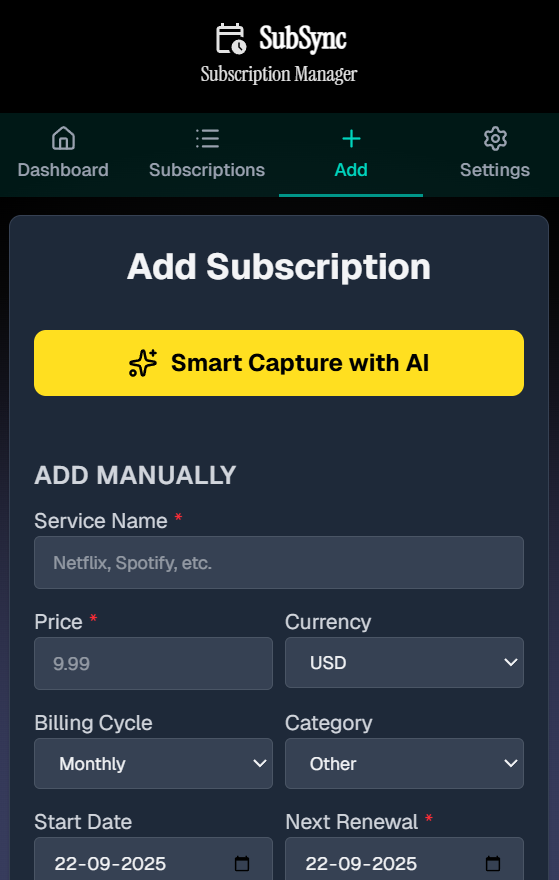 SubSync
Subscription Manager
Dashboard Subscriptions Add Settings
Add Subscription
Smart Capture with AI
ADD MANUALLY
Service Name *
Netflix, Spotify, etc.
Price * Currency
9.99 USD
Billing Cycle Category
Monthly Other
Start Date Next Renewal *
22-09-2025 22-09-2025